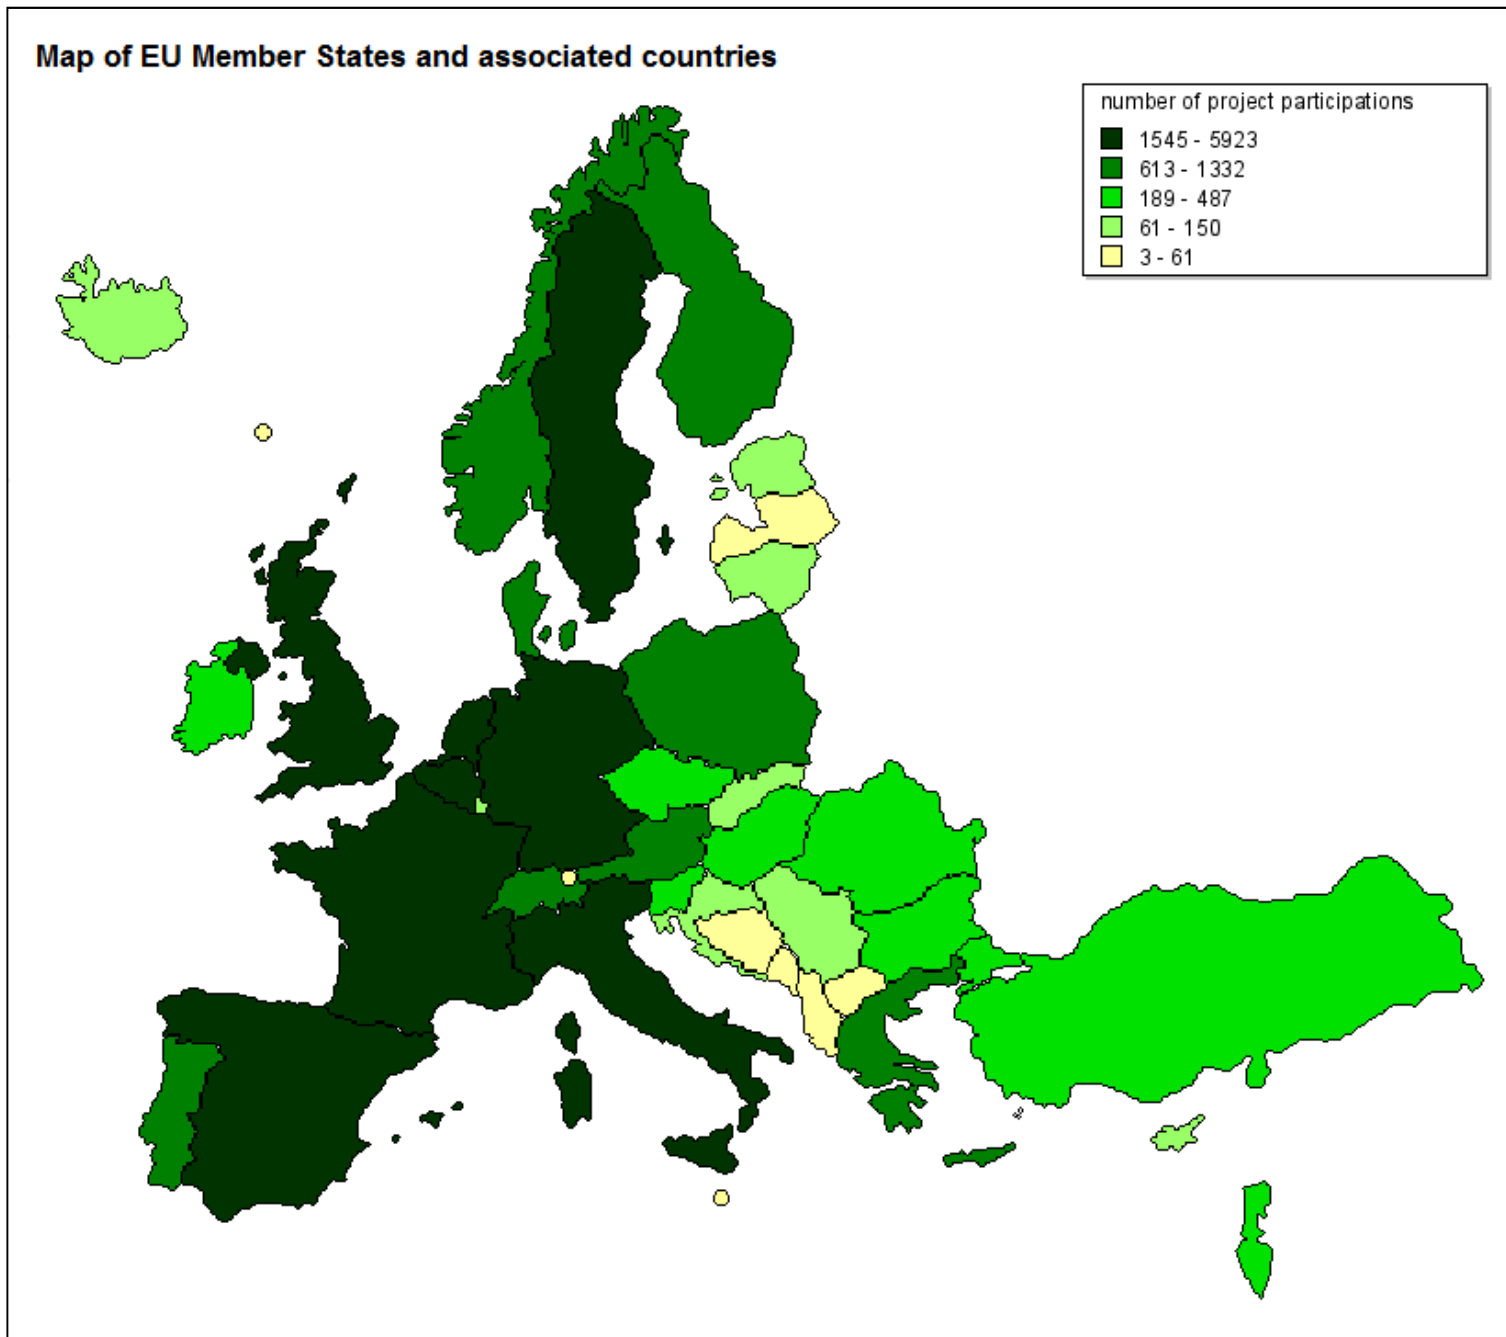 Map of EU Member States and associated countries
number of project participations
1545 - 5923
613 - 1332
189 - 487
61 - 150
3 - 61